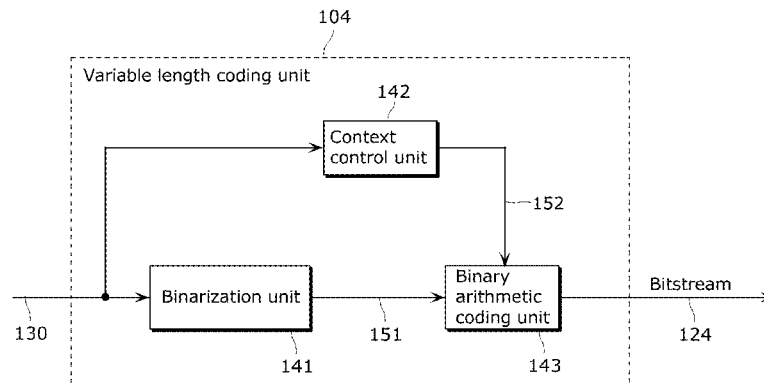 104
Variable length coding unit
142
Context
control unit
152
Binarization unit
Binary
arithmetic
coding unit
Bitstream
130
141
151
143
124